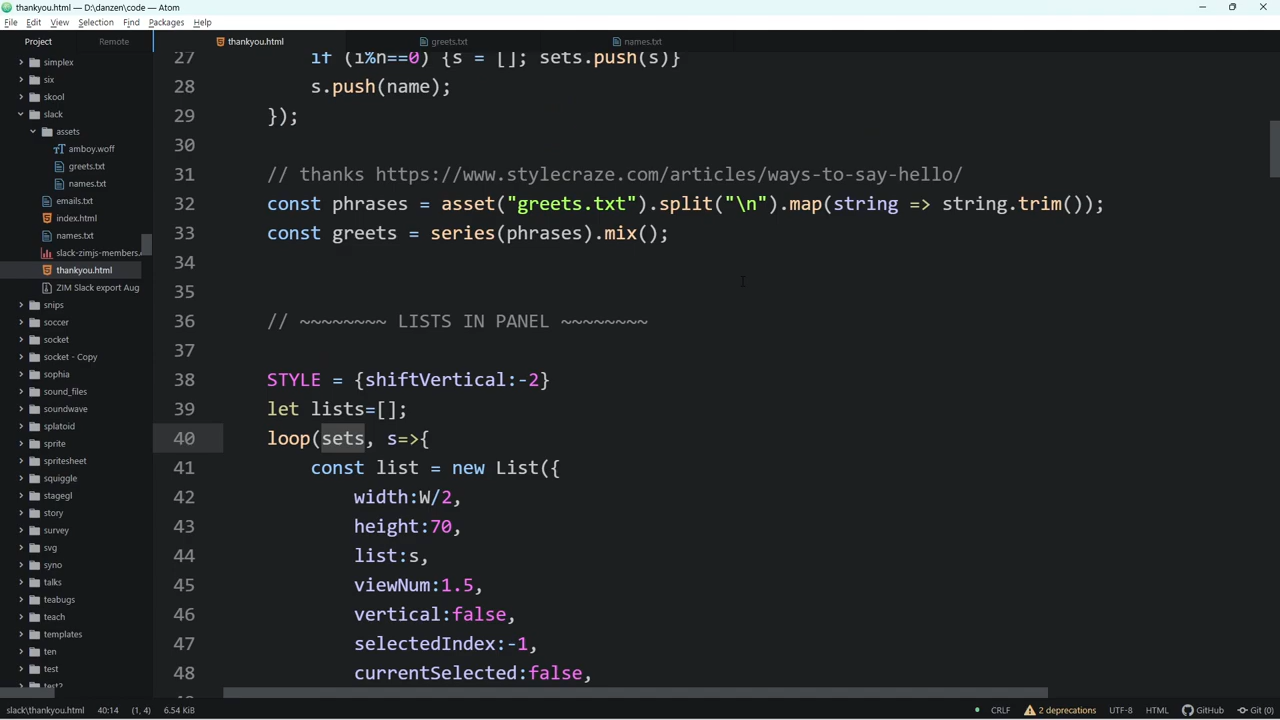 thankyou.html — D:\danzen\code — Atom
File Edit View Selection Find Packages Help
Project Remote thankyou.html greets.txt names.txt
simplex
six
skool
slack
assets
amboy.woff
greets.txt
names.txt
emails.txt
index.html
names.txt
slack-zimjs-members.
thankyou.html
ZIM Slack export Aug
snips
soccer
socket
socket - Copy
sophia
sound_files
soundwave
splatoid
sprite
spritesheet
squiggle
stagegl
story
survey
svg
syno
talks
teabugs
teach
templates
ten
test
test2
27 if (i%n==0) {s = []; sets.push(s)}
28 s.push(name);
29 });
30
31 // thanks https://www.stylecraze.com/articles/ways-to-say-hello/
32 const phrases = asset("greets.txt").split("\n").map(string => string.trim());
33 const greets = series(phrases).mix();
34
35
36 // ~~~~~~~~ LISTS IN PANEL ~~~~~~~~
37
38 STYLE = {shiftVertical:-2}
39 let lists=[];
40 loop(sets, s=>{
41 const list = new List({
42 width:W/2,
43 height:70,
44 list:s,
45 viewNum:1.5,
46 vertical:false,
47 selectedIndex:-1,
48 currentSelected:false,
slack\thankyou.html 40:14 (1, 4) 6.54 KiB CRLF 2 deprecations UTF-8 HTML GitHub Git (0)